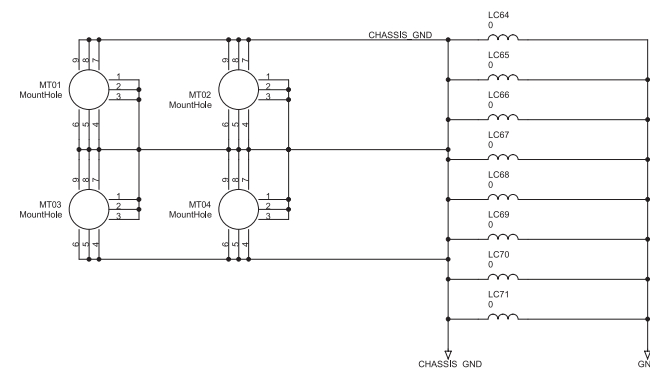 LC64
0
CHASSIS_GND
LC65
0
9 8 7
9 8 7
MT01
MountHole
1
2
3
MT02
MountHole
1
2
3
LC66
0
6 5 4
6 5 4
LC67
0
9 8 7
9 8 7
LC68
0
MT03
MountHole
1
2
3
MT04
MountHole
1
2
3
LC69
0
6 5 4
6 5 4
LC70
0
LC71
0
CHASSIS_GND
GN